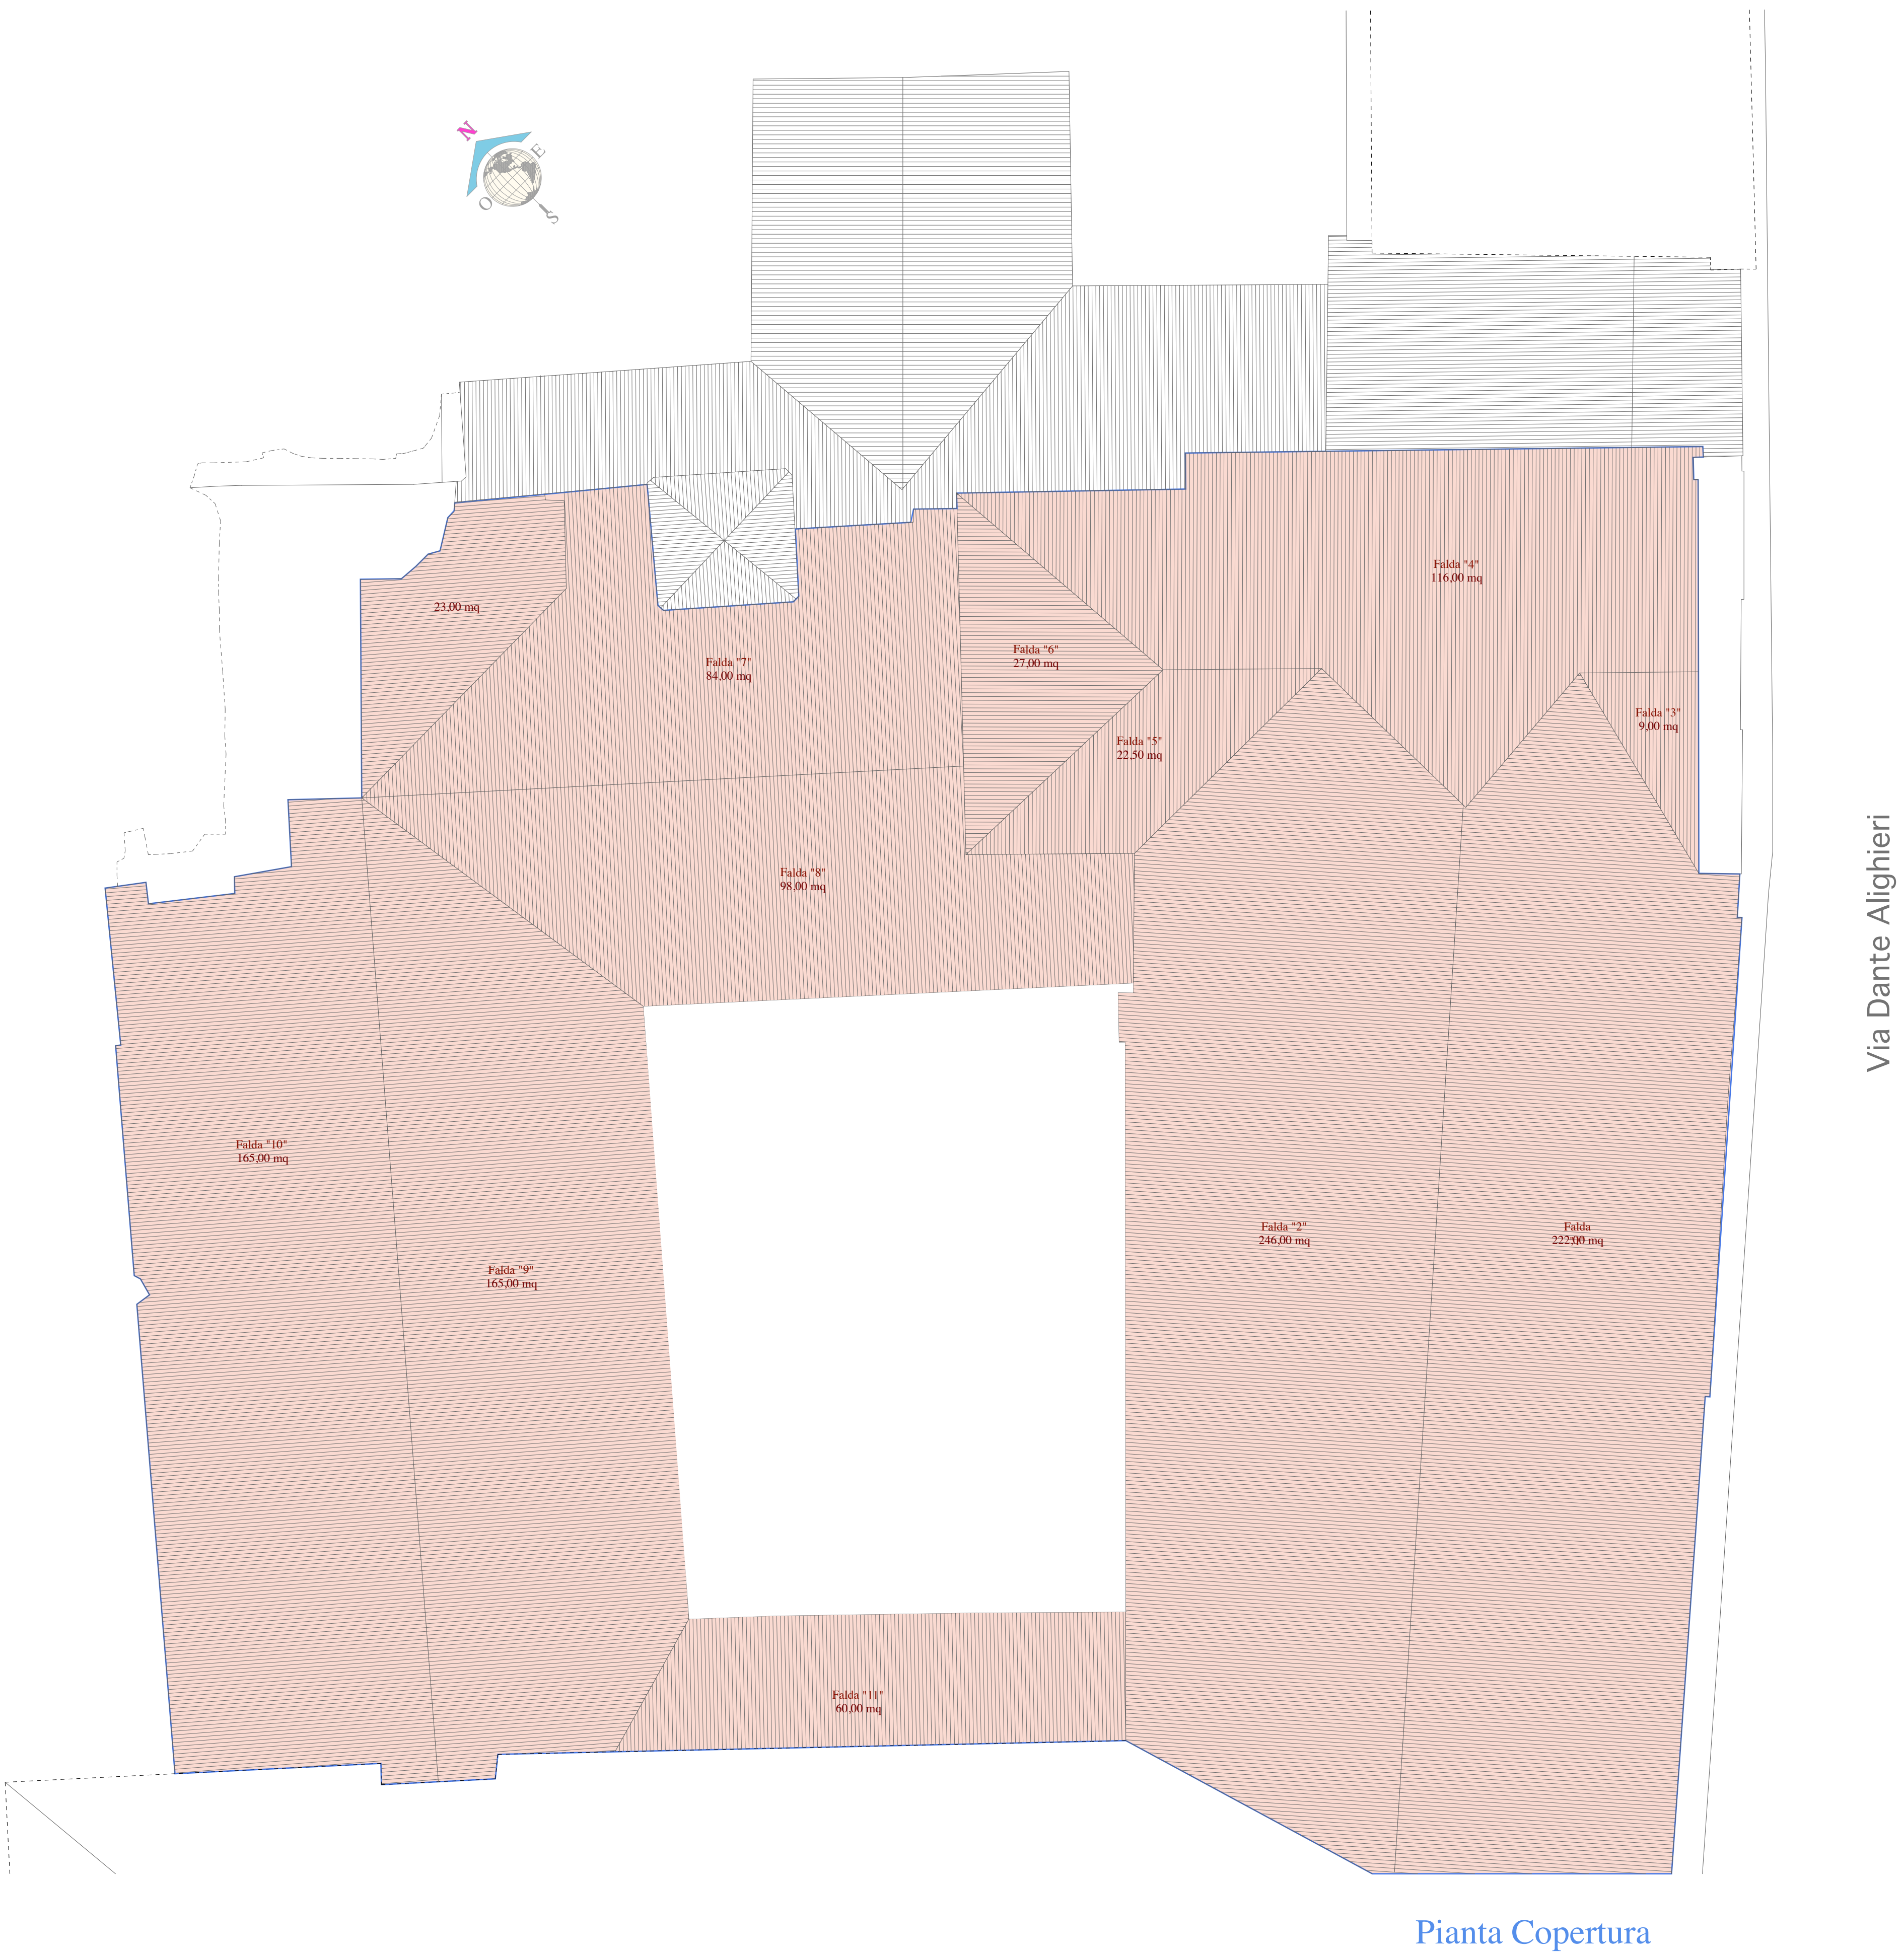 N
E
O
S
Falda "4"
116,00 mq
23,00 mq
Falda "6"
27,00 mq
Falda "7"
84,00 mq
Falda "3"
9,00 mq
Falda "5"
22,50 mq
Falda "8"
98,00 mq
Via Dante Alighieri
Falda "10"
165,00 mq
Falda "2"
246,00 mq
Falda
222,00 mq
Falda "9"
165,00 mq
Falda "11"
60,00 mq
Pianta Copertura